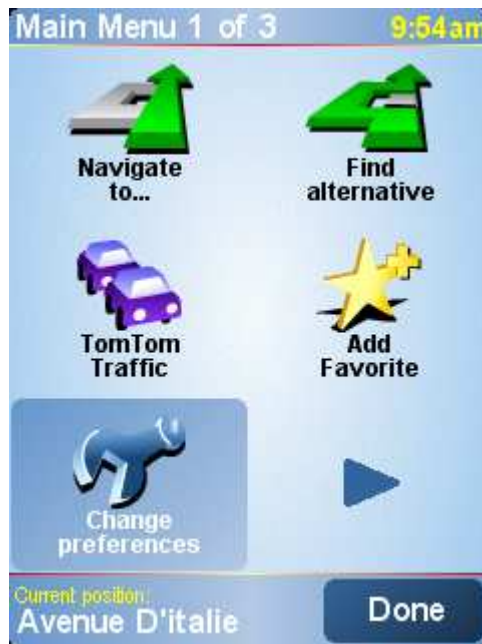 Main Menu 1 of 3 9:54am
Navigate
to...
Find
alternative
TomTom
Traffic
Add
Favorite
Change
preferences
Current position:
Avenue D'italie
Done